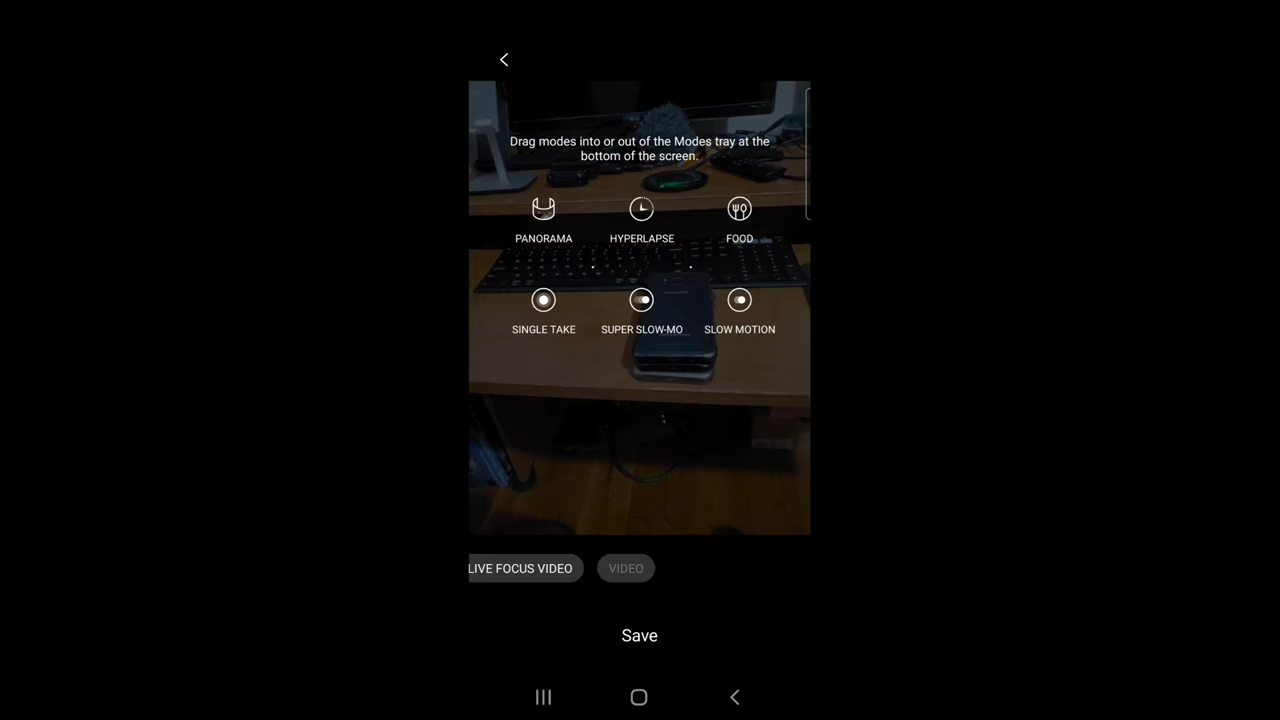 Drag modes into or out of the Modes tray at the
bottom of the screen.
PANORAMA HYPERLAPSE FOOD
SINGLE TAKE SUPER SLOW-MO SLOW MOTION
LIVE FOCUS VIDEO VIDEO
Save